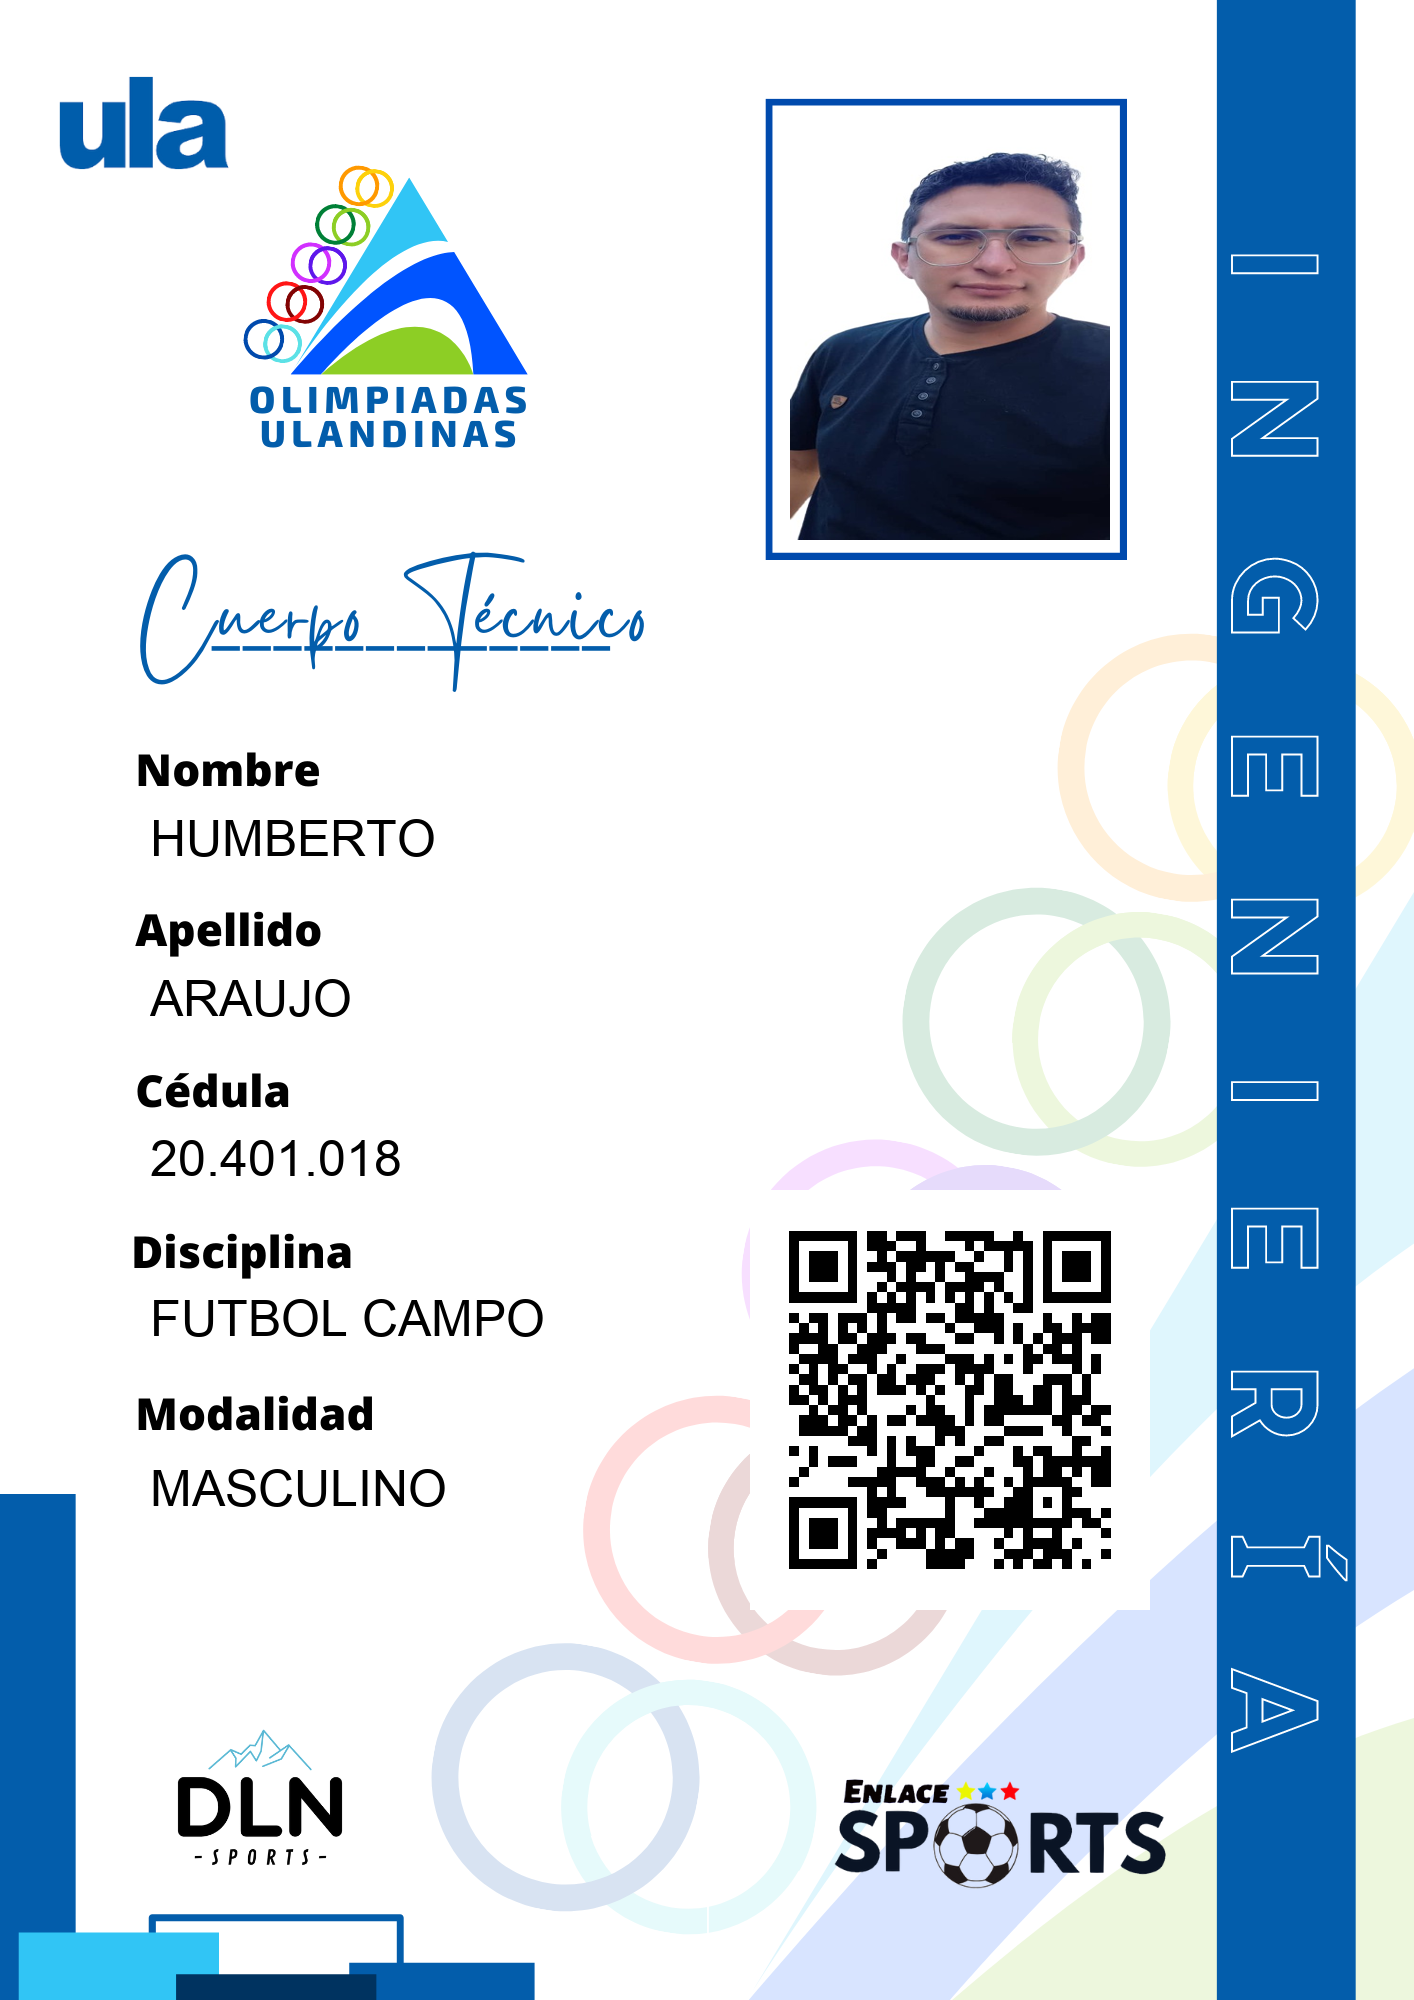 ula
OLIMPIADAS
ULANDINAS
Cuerpo Técnico
Nombre
HUMBERTO
Apellido
ARAUJO
Cédula
20.401.018
Disciplina
FUTBOL CAMPO
Modalidad
MASCULINO
INGENIERÍA
DLN
-SPORTS-
ENLACE
SPORTS